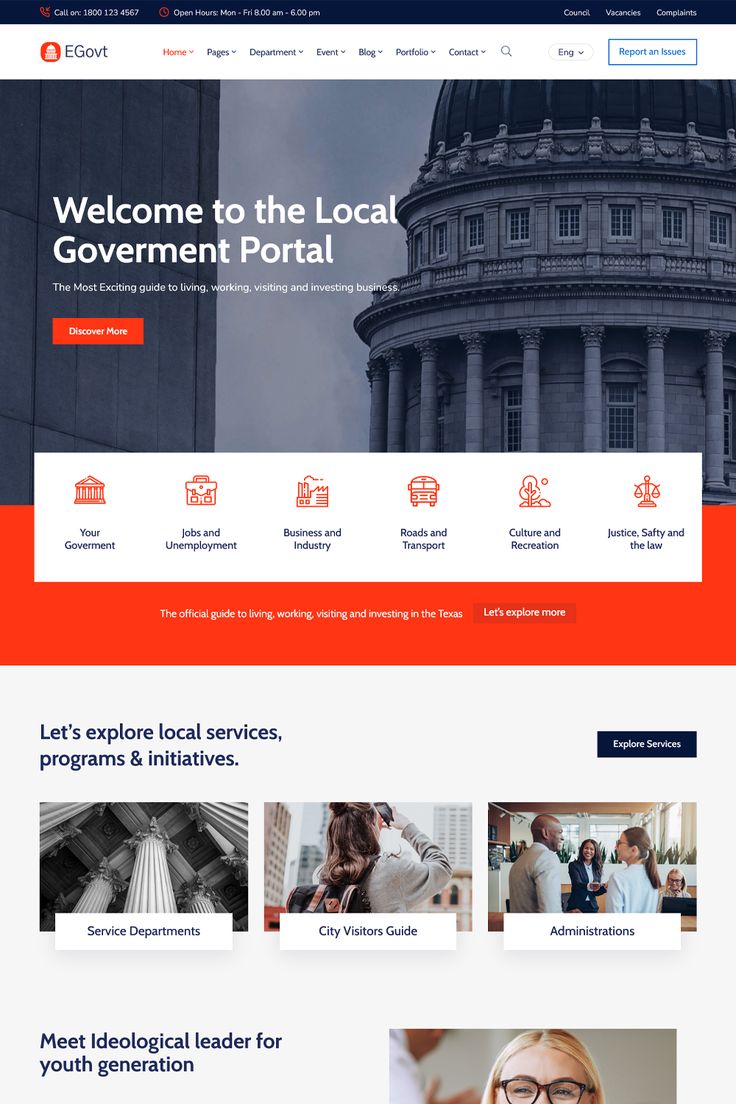 Call on: 1800 123 4567
Open Hours: Mon - Fri 8.00 am - 6.00 pm
Council
Vacancies
Complaints
EGovt
Home
Pages
Department
Event
Blog
Portfolio
Contact
Eng
Report an Issues
Welcome to the Local
Goverment Portal
The Most Exciting guide to living, working, visiting and investing business.
Discover More
Your
Goverment
Jobs and
Unemployment
Business and
Industry
Roads and
Transport
Culture and
Recreation
Justice, Safty and
the law
The official guide to living, working, visiting and investing in the Texas
Let's explore more
Let's explore local services,
programs & initiatives.
Explore Services
Service Departments
City Visitors Guide
Administrations
Meet Ideological leader for
youth generation